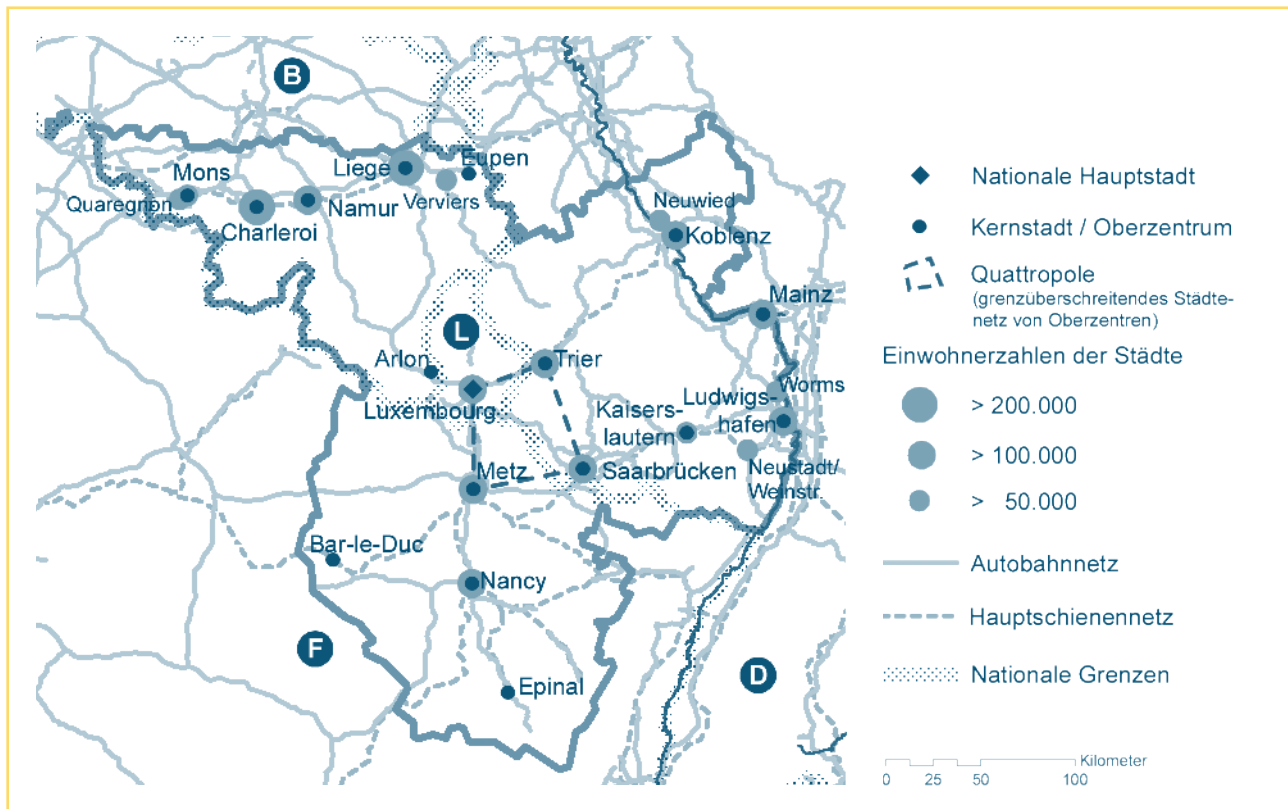 B
Mons
Liege
Eupen
Quaregnon
Namur
Verviers
Charleroi
Neuwied
Koblenz
Mainz
L
Arlon
Trier
Luxembourg
Kaisers-
lautern
Ludwigs-
hafen
Worms
Metz
Saarbrücken
Neustadt/
Weinstr.
Bar-le-Duc
Nancy
F
D
Epinal
Nationale Hauptstadt
Kernstadt / Oberzentrum
Quattropole
(grenzüberschreitendes Städte-
netz von Oberzentren)
Einwohnerzahlen der Städte
> 200.000
> 100.000
> 50.000
Autobahnnetz
Hauptschienennetz
Nationale Grenzen
Kilometer
0 25 50 100